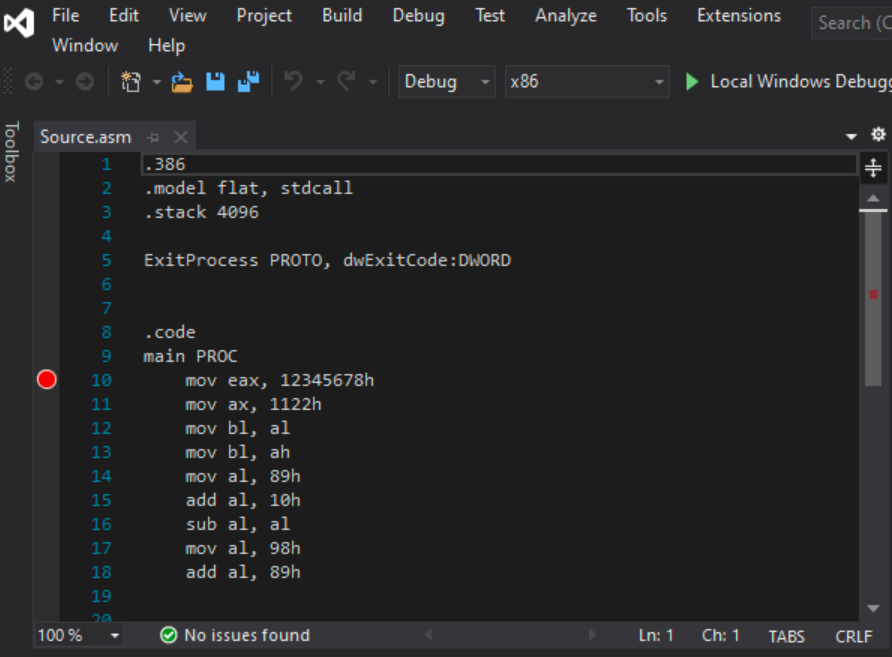 File Edit View Project Build Debug Test Analyze Tools Extensions Search (C
Window Help
Debug x86 Local Windows Debugg
Toolbox
Source.asm
1 .386
2 .model flat, stdcall
3 .stack 4096
4
5 ExitProcess PROTO, dwExitCode:DWORD
6
7
8 .code
9 main PROC
10 mov eax, 12345678h
11 mov ax, 1122h
12 mov bl, al
13 mov bl, ah
14 mov al, 89h
15 add al, 10h
16 sub al, al
17 mov al, 98h
18 add al, 89h
19
20
100 % No issues found Ln: 1 Ch: 1 TABS CRLF